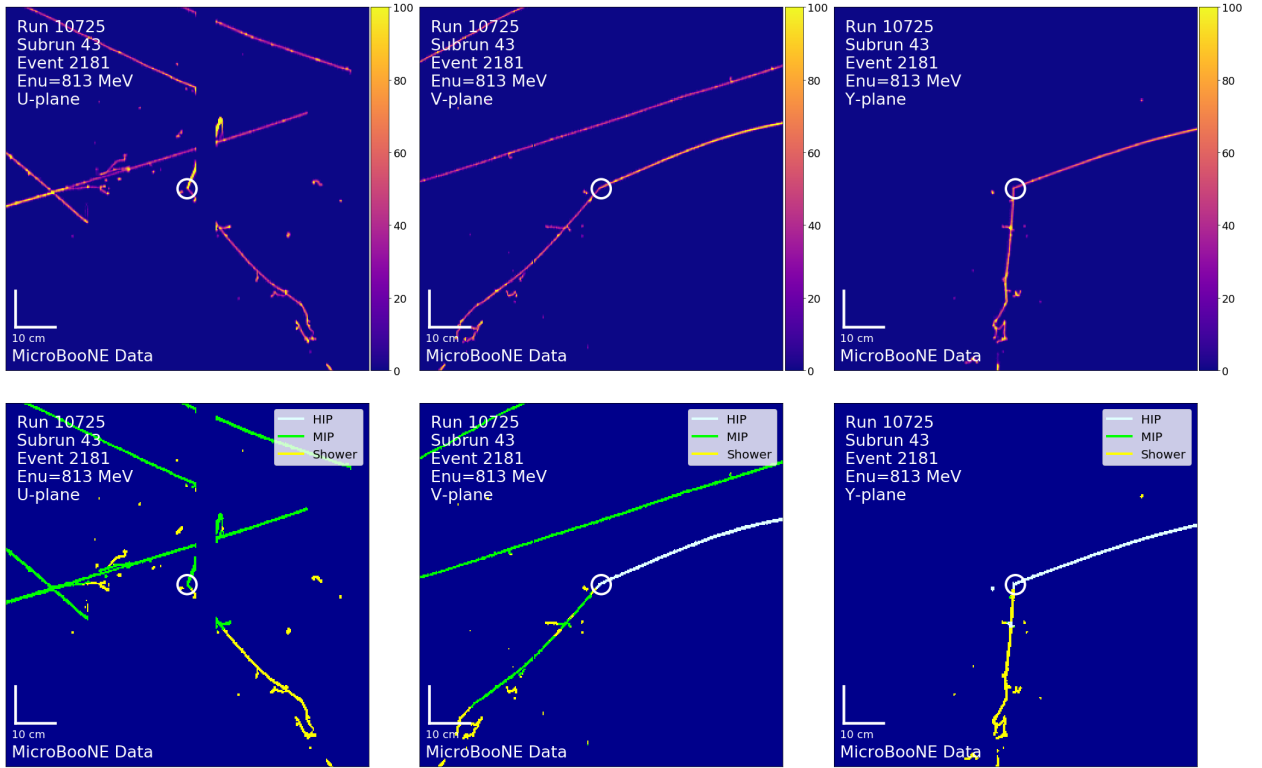 Run 10725
Subrun 43
Event 2181
Enu=813 MeV
U-plane
10 cm
MicroBooNE Data
100
80
60
40
20
0
Run 10725
Subrun 43
Event 2181
Enu=813 MeV
V-plane
10 cm
MicroBooNE Data
100
80
60
40
20
0
Run 10725
Subrun 43
Event 2181
Enu=813 MeV
Y-plane
10 cm
MicroBooNE Data
100
80
60
40
20
0
Run 10725
Subrun 43
Event 2181
Enu=813 MeV
U-plane
HIP
MIP
Shower
10 cm
MicroBooNE Data
Run 10725
Subrun 43
Event 2181
Enu=813 MeV
V-plane
HIP
MIP
Shower
10 cm
MicroBooNE Data
Run 10725
Subrun 43
Event 2181
Enu=813 MeV
Y-plane
HIP
MIP
Shower
10 cm
MicroBooNE Data